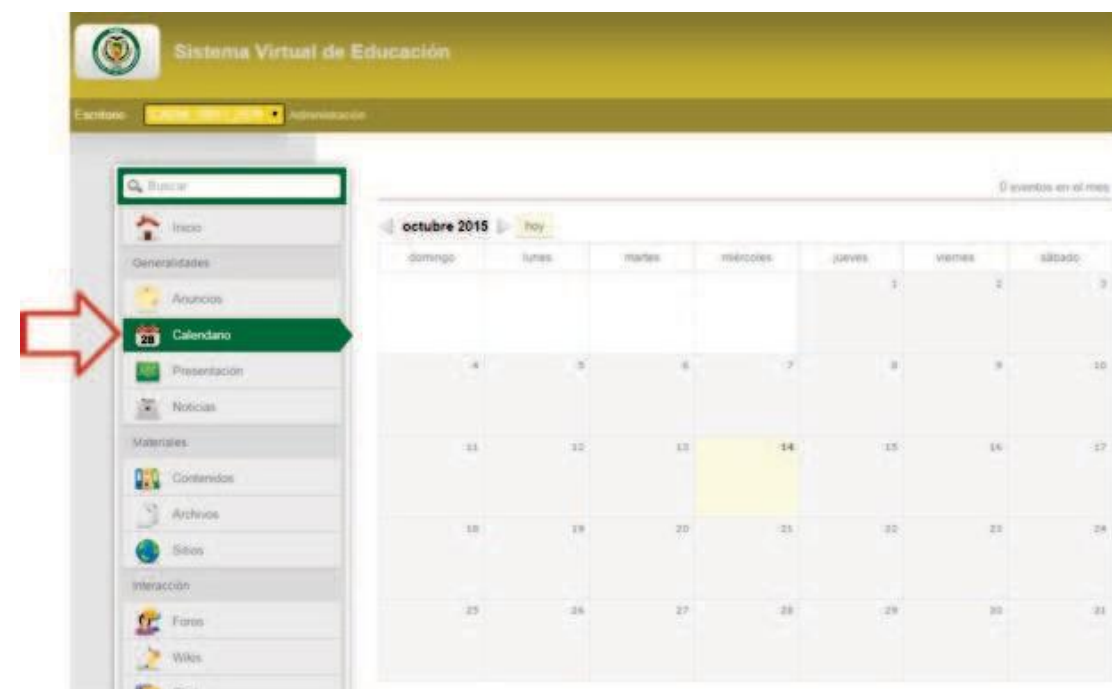 Sistema Virtual de Educación
Escritorio
Administración
Buscar
0 eventos en el mes
Inicio
octubre 2015 hoy
Generalidades
domingo lunes martes miércoles jueves viernes sábado
Anuncios
1 2 3
28 Calendario
Presentación
4 5 6 7 8 9 10
Noticias
Materiales
11 12 13 14 15 16 17
Contenidos
Archivos
18 19 20 21 22 23 24
Sitios
Interacción
25 26 27 28 29 30 31
Foros
Wikis